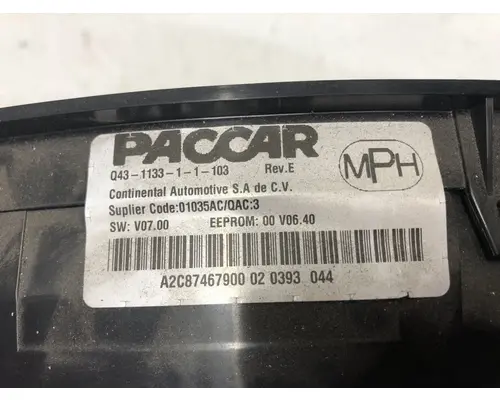 PACCAR
Q43-1133-1-1-103 Rev.E
MPH
Continental Automotive S.A de C.V.
Suplier Code:01035AC/QAC:3
SW: V07.00 EEPROM: 00 V06.40
A2C87467900 02 0393 044